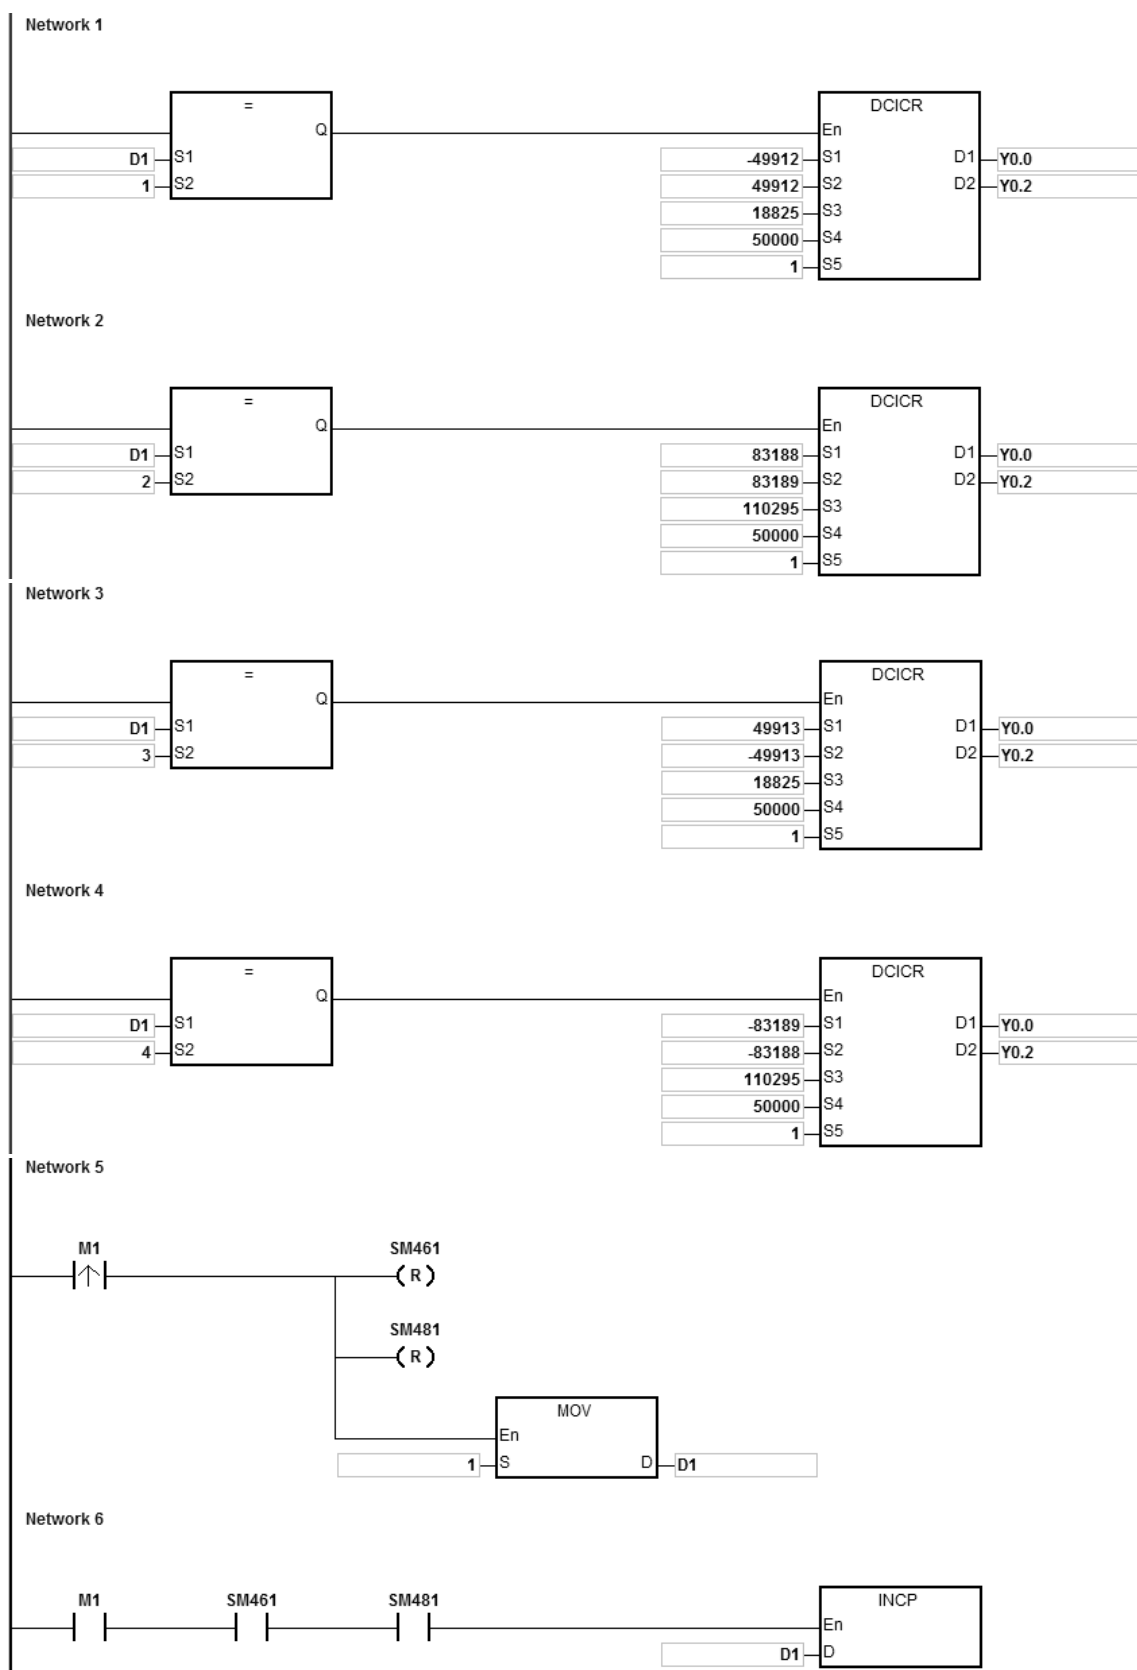 Network 1
=
Q
D1 S1
1 S2
DCICR
En
-49912 S1 D1 Y0.0
49912 S2 D2 Y0.2
18825 S3
50000 S4
1 S5
Network 2
=
Q
D1 S1
2 S2
DCICR
En
83188 S1 D1 Y0.0
83189 S2 D2 Y0.2
110295 S3
50000 S4
1 S5
Network 3
=
Q
D1 S1
3 S2
DCICR
En
49913 S1 D1 Y0.0
-49913 S2 D2 Y0.2
18825 S3
50000 S4
1 S5
Network 4
=
Q
D1 S1
4 S2
DCICR
En
-83189 S1 D1 Y0.0
-83188 S2 D2 Y0.2
110295 S3
50000 S4
1 S5
Network 5
M1 SM461
R
SM481
R
MOV
En
1 S D D1
Network 6
M1 SM461 SM481 INCP
En
D1 D